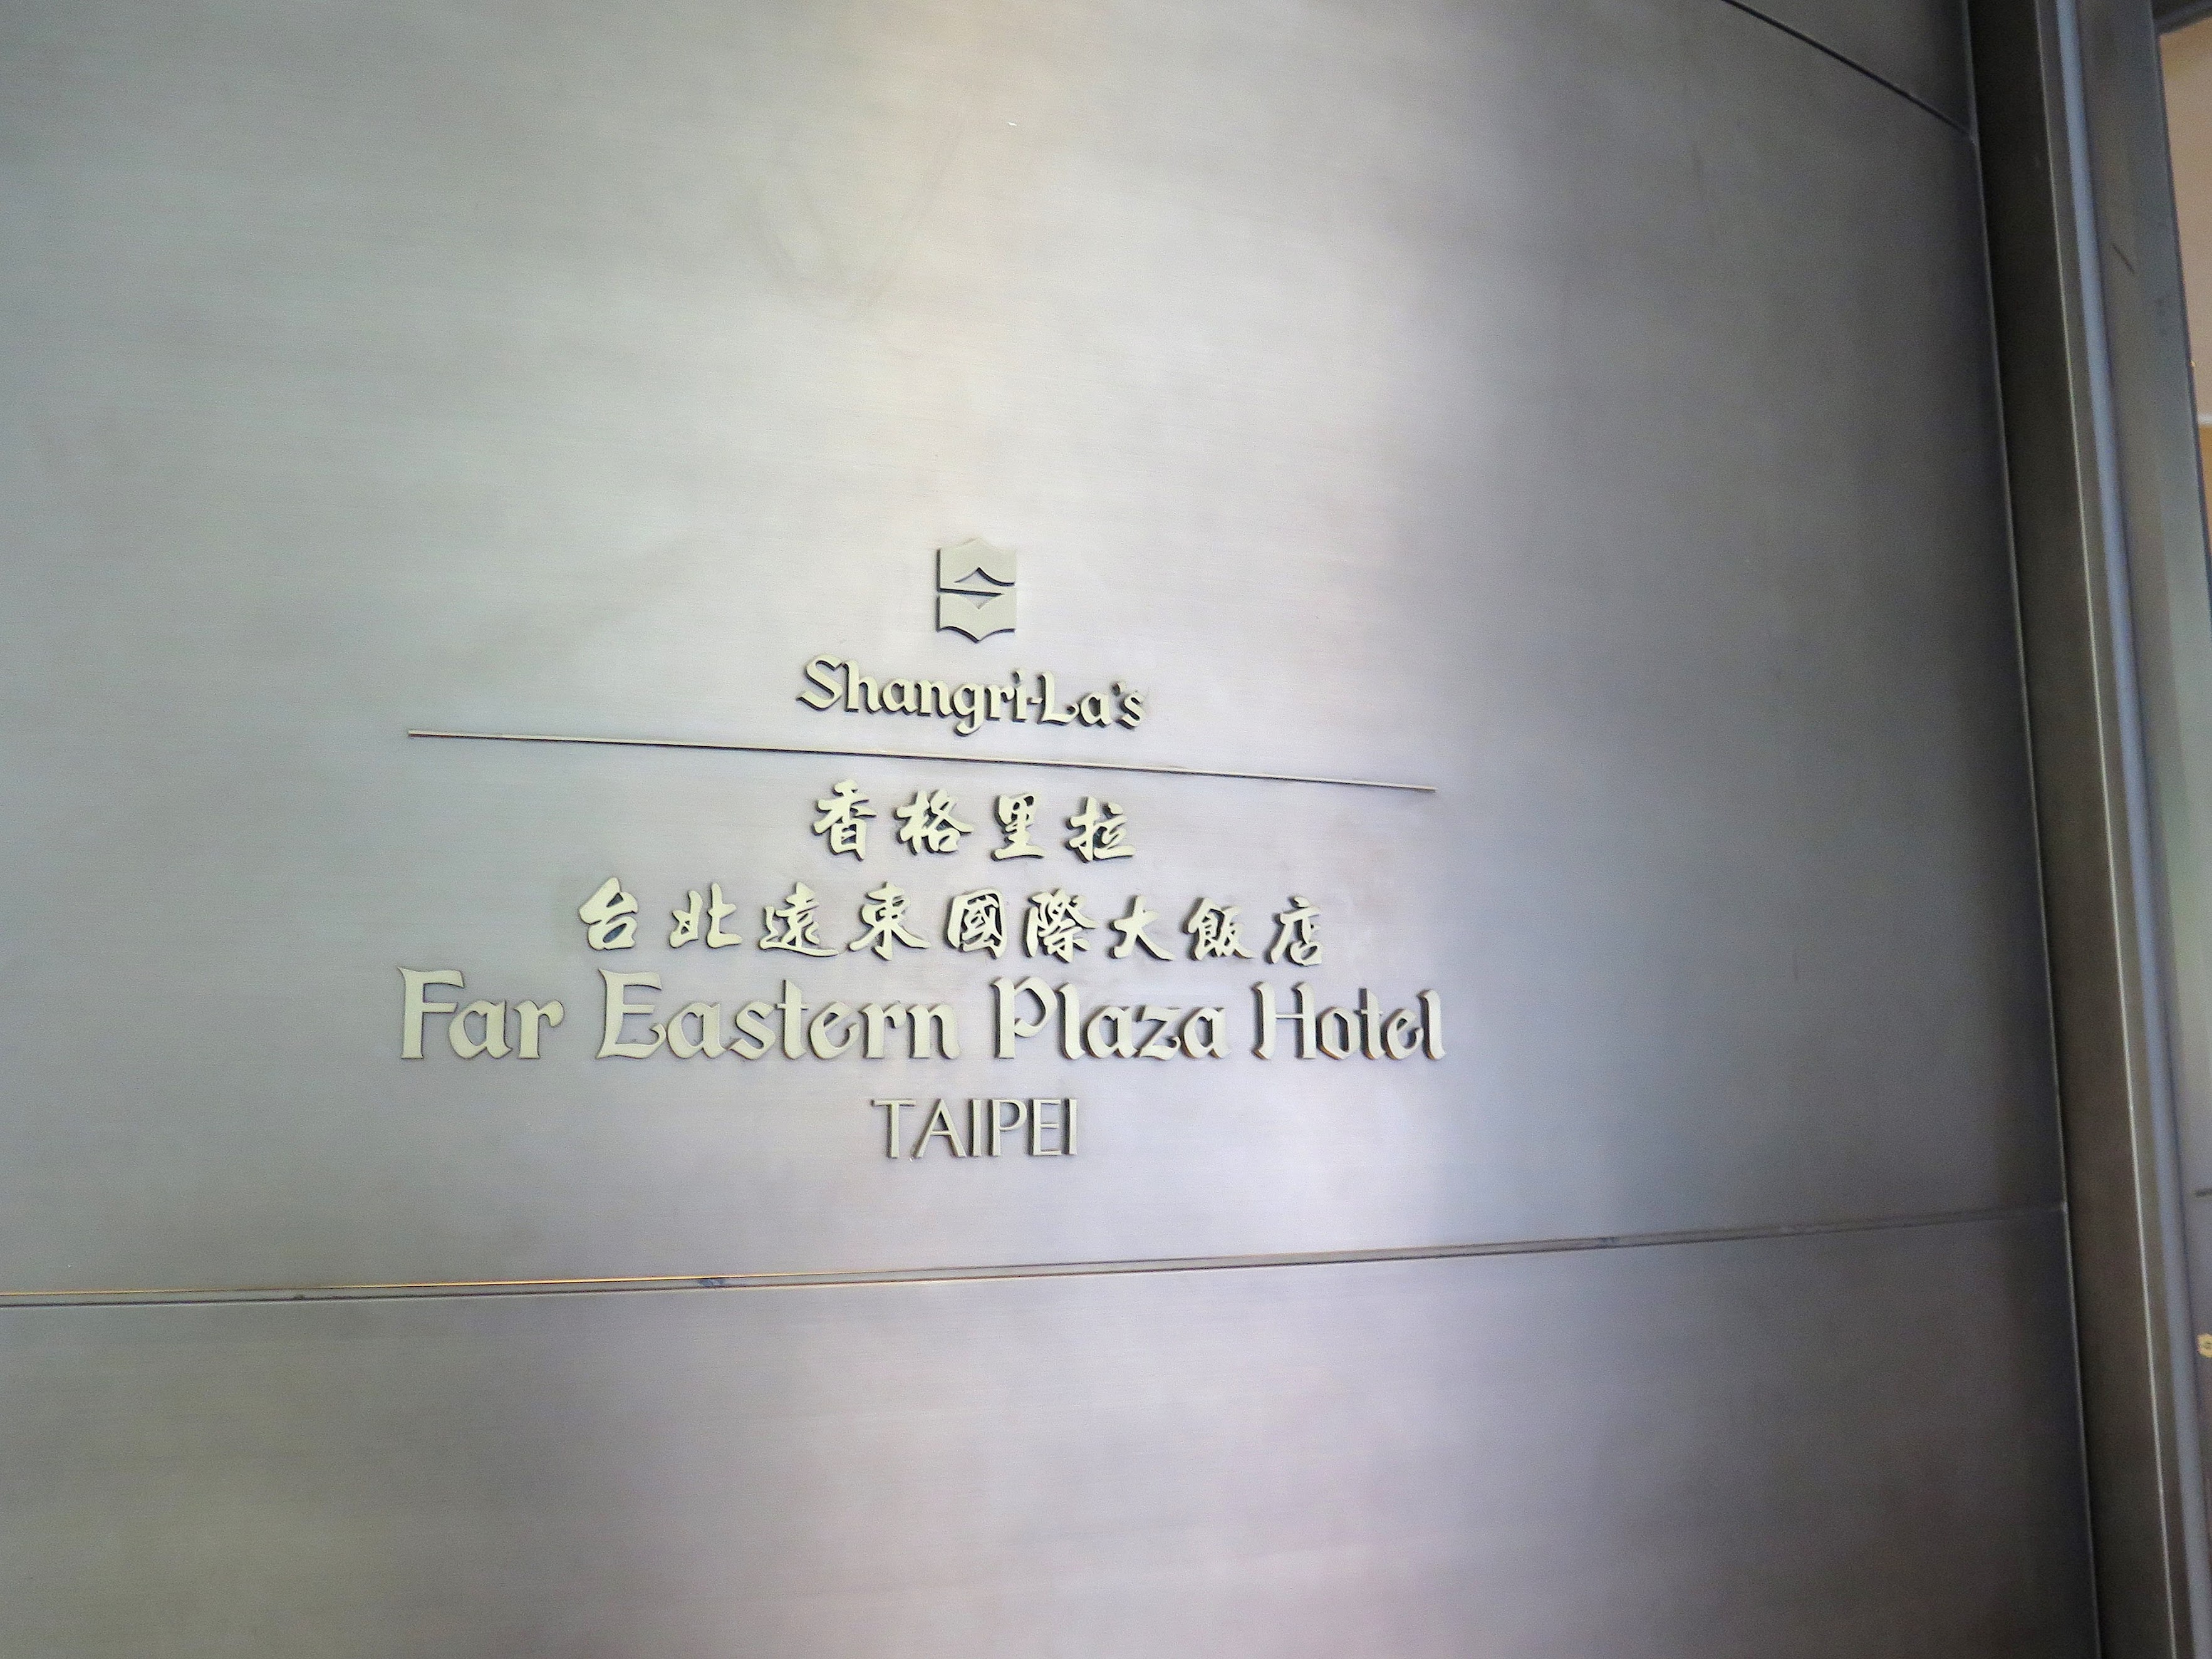 Shangri-La's
香格里拉
台北遠東國際大飯店
Far Eastern Plaza Hotel
TAIPEI